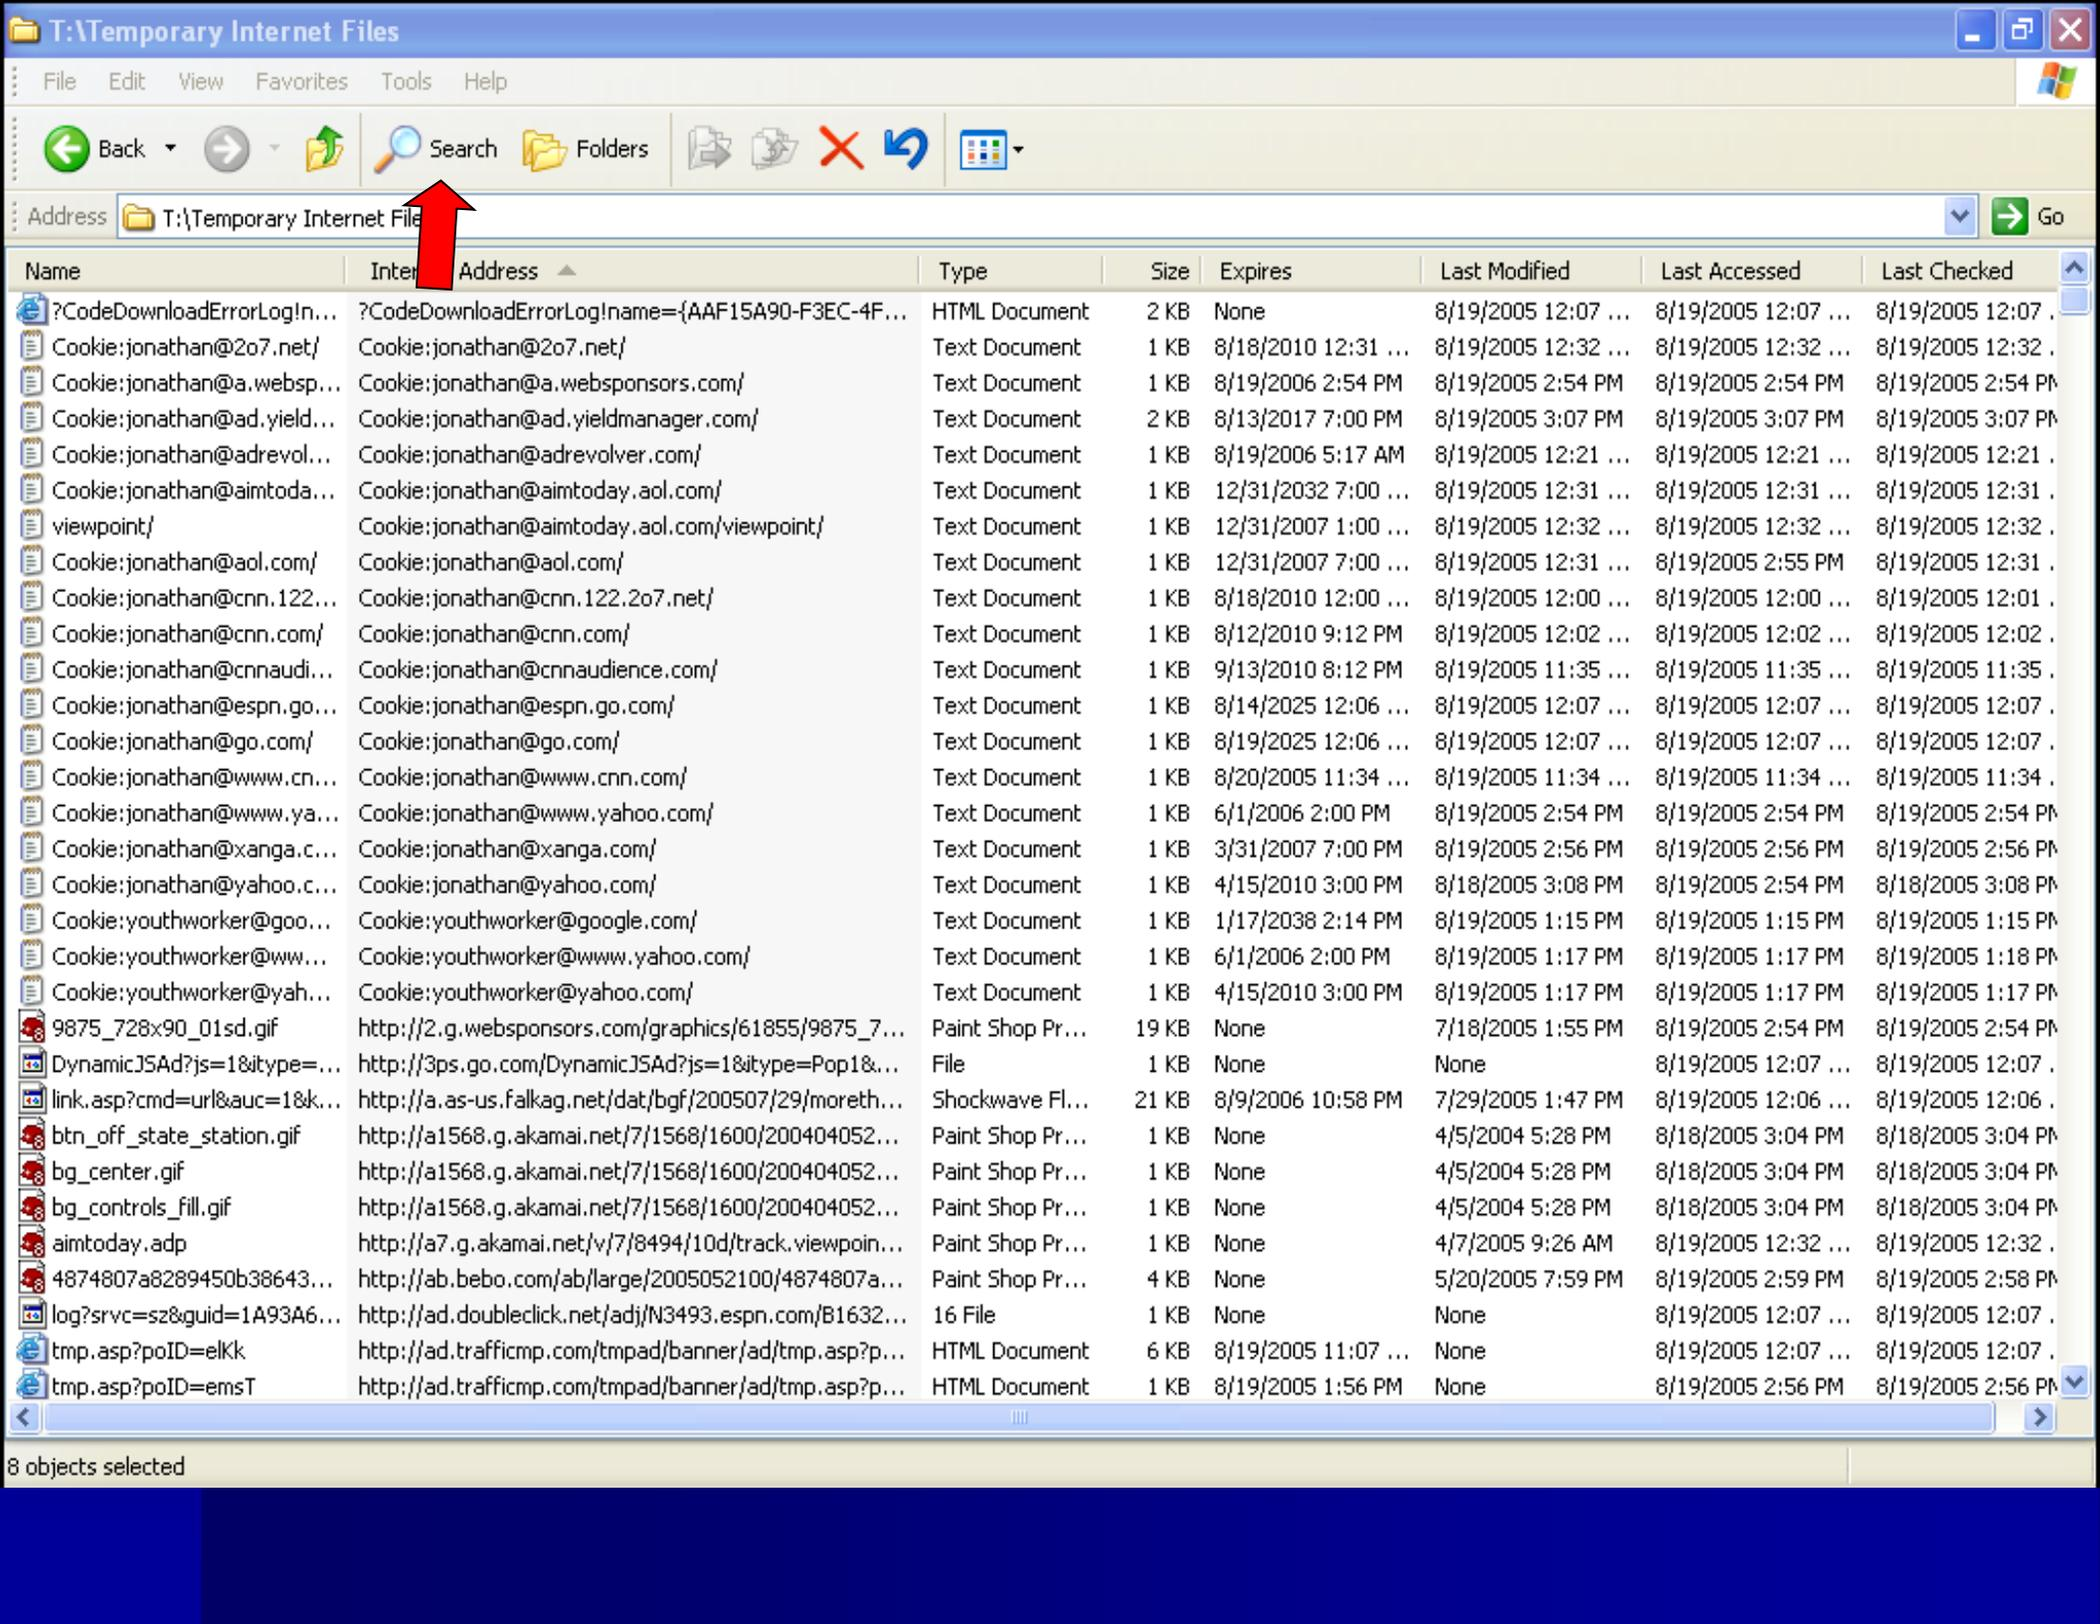 T:\Temporary Internet Files
File Edit View Favorites Tools Help
Back Search Folders
Address T:\Temporary Internet File Go
Name Inter Address Type Size Expires Last Modified Last Accessed Last Checked
?CodeDownloadErrorLog!n... ?CodeDownloadErrorLog!name={AAF15A90-F3EC-4F... HTML Document 2 KB None 8/19/2005 12:07 ... 8/19/2005 12:07 ... 8/19/2005 12:07 .
Cookie:jonathan@2o7.net/ Cookie:jonathan@2o7.net/ Text Document 1 KB 8/18/2010 12:31 ... 8/19/2005 12:32 ... 8/19/2005 12:32 ... 8/19/2005 12:32 .
Cookie:jonathan@a.websp... Cookie:jonathan@a.websponsors.com/ Text Document 1 KB 8/19/2006 2:54 PM 8/19/2005 2:54 PM 8/19/2005 2:54 PM 8/19/2005 2:54 PM
Cookie:jonathan@ad.yield... Cookie:jonathan@ad.yieldmanager.com/ Text Document 2 KB 8/13/2017 7:00 PM 8/19/2005 3:07 PM 8/19/2005 3:07 PM 8/19/2005 3:07 PM
Cookie:jonathan@adrevol... Cookie:jonathan@adrevolver.com/ Text Document 1 KB 8/19/2006 5:17 AM 8/19/2005 12:21 ... 8/19/2005 12:21 ... 8/19/2005 12:21 .
Cookie:jonathan@aimtoda... Cookie:jonathan@aimtoday.aol.com/ Text Document 1 KB 12/31/2032 7:00 ... 8/19/2005 12:31 ... 8/19/2005 12:31 ... 8/19/2005 12:31 .
viewpoint/ Cookie:jonathan@aimtoday.aol.com/viewpoint/ Text Document 1 KB 12/31/2007 1:00 ... 8/19/2005 12:32 ... 8/19/2005 12:32 ... 8/19/2005 12:32 .
Cookie:jonathan@aol.com/ Cookie:jonathan@aol.com/ Text Document 1 KB 12/31/2007 7:00 ... 8/19/2005 12:31 ... 8/19/2005 2:55 PM 8/19/2005 12:31 .
Cookie:jonathan@cnn.122... Cookie:jonathan@cnn.122.2o7.net/ Text Document 1 KB 8/18/2010 12:00 ... 8/19/2005 12:00 ... 8/19/2005 12:00 ... 8/19/2005 12:01 .
Cookie:jonathan@cnn.com/ Cookie:jonathan@cnn.com/ Text Document 1 KB 8/12/2010 9:12 PM 8/19/2005 12:02 ... 8/19/2005 12:02 ... 8/19/2005 12:02 .
Cookie:jonathan@cnnaudi... Cookie:jonathan@cnnaudience.com/ Text Document 1 KB 9/13/2010 8:12 PM 8/19/2005 11:35 ... 8/19/2005 11:35 ... 8/19/2005 11:35 .
Cookie:jonathan@espn.go... Cookie:jonathan@espn.go.com/ Text Document 1 KB 8/14/2025 12:06 ... 8/19/2005 12:07 ... 8/19/2005 12:07 ... 8/19/2005 12:07 .
Cookie:jonathan@go.com/ Cookie:jonathan@go.com/ Text Document 1 KB 8/19/2025 12:06 ... 8/19/2005 12:07 ... 8/19/2005 12:07 ... 8/19/2005 12:07 .
Cookie:jonathan@www.cn... Cookie:jonathan@www.cnn.com/ Text Document 1 KB 8/20/2005 11:34 ... 8/19/2005 11:34 ... 8/19/2005 11:34 ... 8/19/2005 11:34 .
Cookie:jonathan@www.ya... Cookie:jonathan@www.yahoo.com/ Text Document 1 KB 6/1/2006 2:00 PM 8/19/2005 2:54 PM 8/19/2005 2:54 PM 8/19/2005 2:54 PM
Cookie:jonathan@xanga.c... Cookie:jonathan@xanga.com/ Text Document 1 KB 3/31/2007 7:00 PM 8/19/2005 2:56 PM 8/19/2005 2:56 PM 8/19/2005 2:56 PM
Cookie:jonathan@yahoo.c... Cookie:jonathan@yahoo.com/ Text Document 1 KB 4/15/2010 3:00 PM 8/18/2005 3:08 PM 8/19/2005 2:54 PM 8/18/2005 3:08 PM
Cookie:youthworker@goo... Cookie:youthworker@google.com/ Text Document 1 KB 1/17/2038 2:14 PM 8/19/2005 1:15 PM 8/19/2005 1:15 PM 8/19/2005 1:15 PM
Cookie:youthworker@ww... Cookie:youthworker@www.yahoo.com/ Text Document 1 KB 6/1/2006 2:00 PM 8/19/2005 1:17 PM 8/19/2005 1:17 PM 8/19/2005 1:18 PM
Cookie:youthworker@yah... Cookie:youthworker@yahoo.com/ Text Document 1 KB 4/15/2010 3:00 PM 8/19/2005 1:17 PM 8/19/2005 1:17 PM 8/19/2005 1:17 PM
9875_728x90_01sd.gif http://2.g.websponsors.com/graphics/61855/9875_7... Paint Shop Pr... 19 KB None 7/18/2005 1:55 PM 8/19/2005 2:54 PM 8/19/2005 2:54 PM
DynamicJSAd?js=1&itype=... http://3ps.go.com/DynamicJSAd?js=1&itype=Pop1&... File 1 KB None None 8/19/2005 12:07 ... 8/19/2005 12:07 .
link.asp?cmd=url&auc=1&k... http://a.as-us.falkag.net/dat/bgf/200507/29/moreth... Shockwave Fl... 21 KB 8/9/2006 10:58 PM 7/29/2005 1:47 PM 8/19/2005 12:06 ... 8/19/2005 12:06 .
btn_off_state_station.gif http://a1568.g.akamai.net/7/1568/1600/200404052... Paint Shop Pr... 1 KB None 4/5/2004 5:28 PM 8/18/2005 3:04 PM 8/18/2005 3:04 PM
bg_center.gif http://a1568.g.akamai.net/7/1568/1600/200404052... Paint Shop Pr... 1 KB None 4/5/2004 5:28 PM 8/18/2005 3:04 PM 8/18/2005 3:04 PM
bg_controls_fill.gif http://a1568.g.akamai.net/7/1568/1600/200404052... Paint Shop Pr... 1 KB None 4/5/2004 5:28 PM 8/18/2005 3:04 PM 8/18/2005 3:04 PM
aimtoday.adp http://a7.g.akamai.net/v/7/8494/10d/track.viewpoin... Paint Shop Pr... 1 KB None 4/7/2005 9:26 AM 8/19/2005 12:32 ... 8/19/2005 12:32 .
4874807a8289450b38643... http://ab.bebo.com/ab/large/2005052100/4874807a... Paint Shop Pr... 4 KB None 5/20/2005 7:59 PM 8/19/2005 2:59 PM 8/19/2005 2:58 PM
log?srvc=sz&guid=1A93A6... http://ad.doubleclick.net/adj/N3493.espn.com/B1632... 16 File 1 KB None None 8/19/2005 12:07 ... 8/19/2005 12:07 .
tmp.asp?poID=elKk http://ad.trafficmp.com/tmpad/banner/ad/tmp.asp?p... HTML Document 6 KB 8/19/2005 11:07 ... None 8/19/2005 12:07 ... 8/19/2005 12:07 .
tmp.asp?poID=emsT http://ad.trafficmp.com/tmpad/banner/ad/tmp.asp?p... HTML Document 1 KB 8/19/2005 1:56 PM None 8/19/2005 2:56 PM 8/19/2005 2:56 PM
8 objects selected